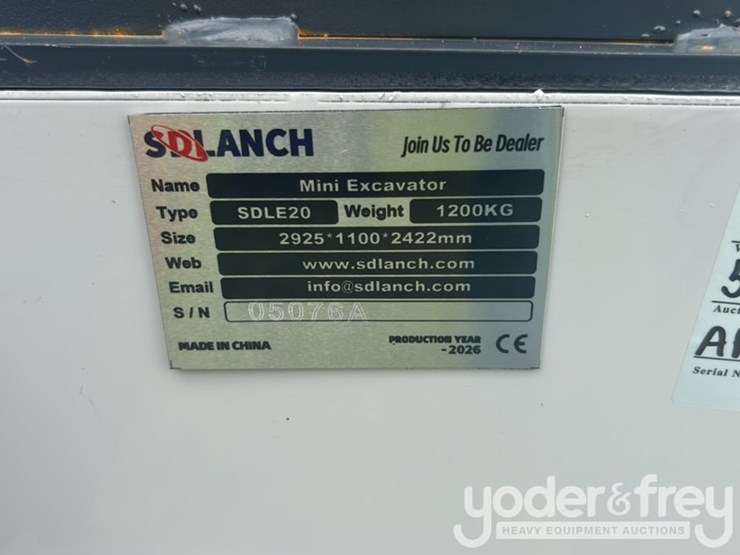 SDLANCH Join Us To Be Dealer
Name Mini Excavator
Type SDLE20 Weight 1200KG
Size 2925*1100*2422mm
Web www.sdlanch.com
Email info@sdlanch.com
S/N 05076A
MADE IN CHINA PRODUCTION YEAR
-2026 CE
Serial N
yoder&frey
HEAVY EQUIPMENT AUCTIONS